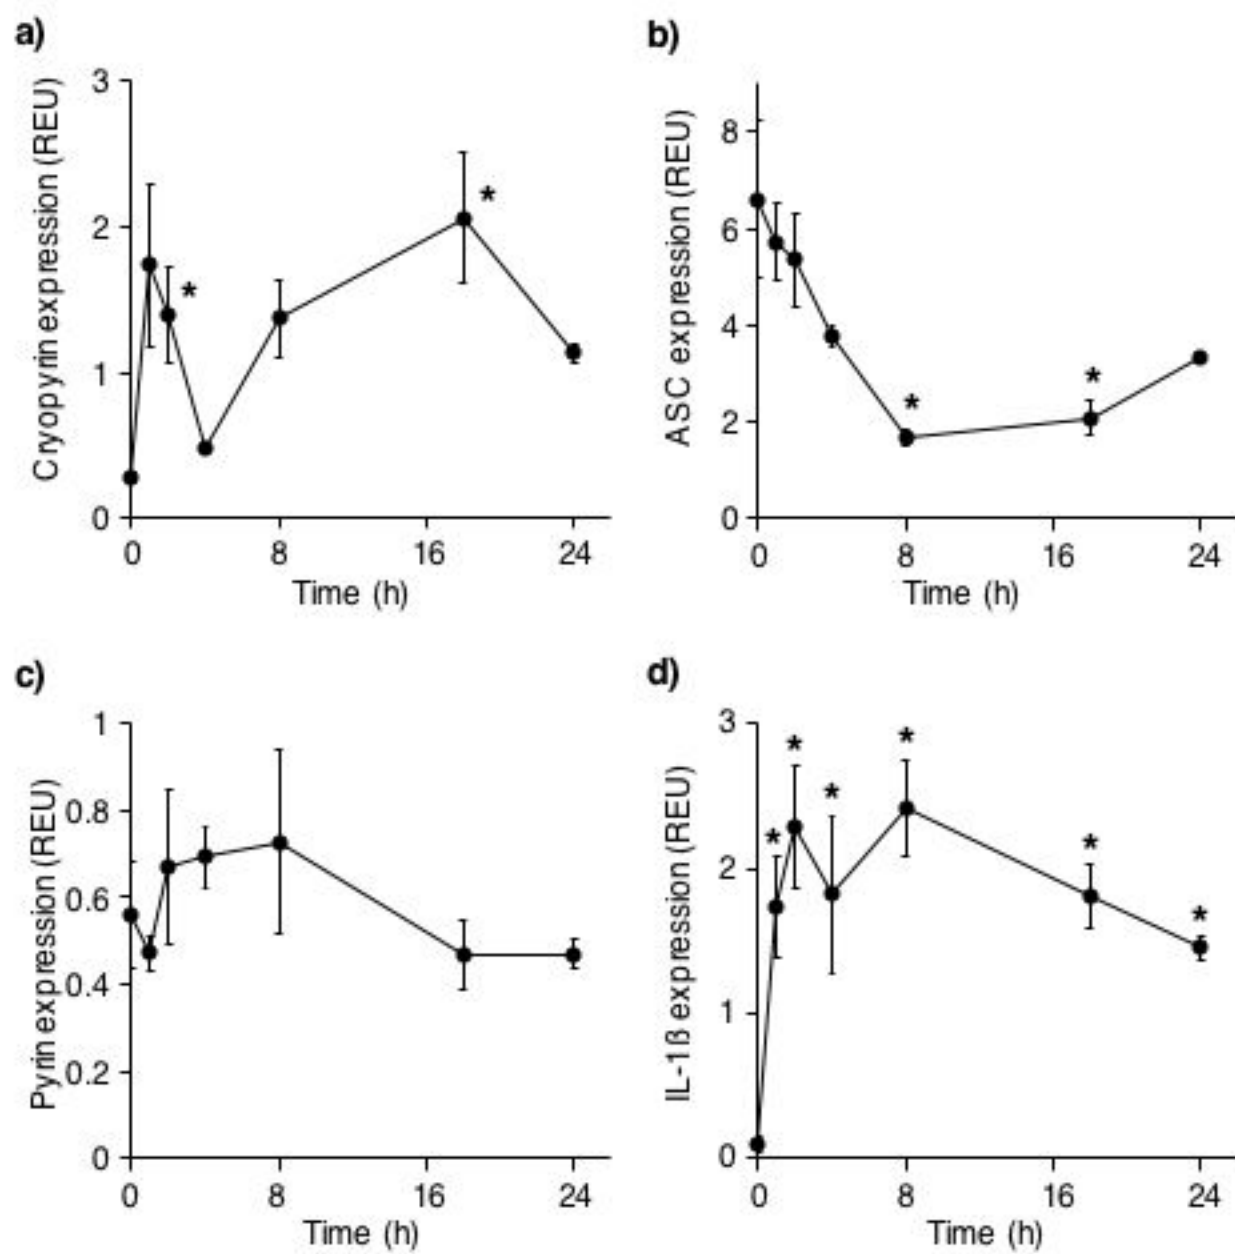 a)
Cryopyrin expression (REU)
3
2
1
0
*
*
0 8 16 24
Time (h)
b)
ASC expression (REU)
8
6
4
2
0
*
*
0 8 16 24
Time (h)
c)
Pyrin expression (REU)
1
0.8
0.6
0.4
0.2
0
0 8 16 24
Time (h)
d)
IL-1ß expression (REU)
3
2
1
0
*
*
*
*
*
*
0 8 16 24
Time (h)